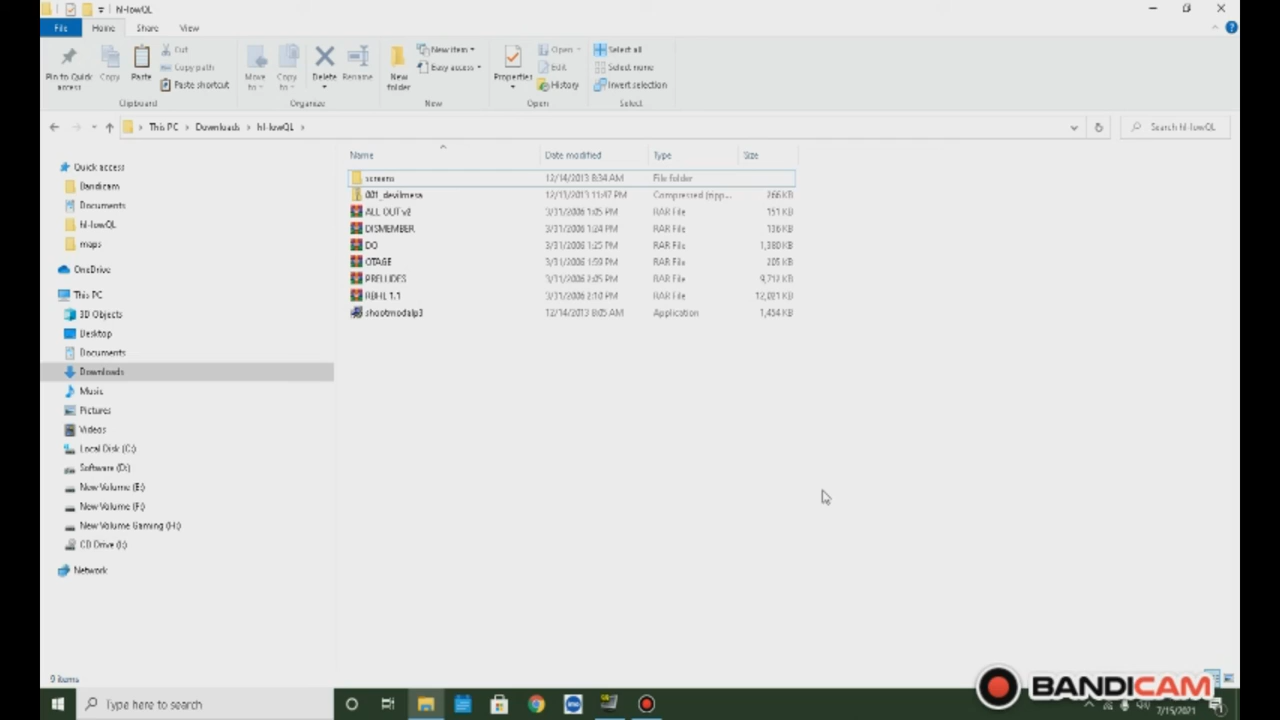 hl-lowQL
File Home Share View
Pin to Quick access
Copy
Paste
Cut
Copy path
Paste shortcut
Move to
Copy to
Delete
Rename
New folder
New item
Easy access
Properties
Open
Edit
History
Select all
Select none
Invert selection
Clipboard Organize New Open Select
This PC > Downloads > hl-lowQL >
Search hl-lowQL
Name Date modified Type Size
screens 12/14/2013 8:34 AM File folder
001_devilmesa 12/13/2013 11:47 PM Compressed (zipp... 266 KB
ALL OUT v2 3/31/2006 1:05 PM RAR File 151 KB
DISMEMBER 3/31/2006 1:24 PM RAR File 136 KB
DO 3/31/2006 1:25 PM RAR File 1,380 KB
OTAGE 3/31/2006 1:59 PM RAR File 205 KB
PRELUDES 3/31/2006 2:05 PM RAR File 9,712 KB
RBHL 1.1 3/31/2006 2:10 PM RAR File
shootmodalp3 12/14/2013 8:05 AM Application 1,454 KB
Quick access
Bandicam
Documents
hl-lowQL
maps
OneDrive
This PC
3D Objects
Desktop
Documents
Downloads
Music
Pictures
Videos
Local Disk (C:)
Software (D:)
New Volume (E:)
New Volume (F:)
New Volume Gaming (H:)
CD Drive (I:)
Network
9 items
BANDICAM
Type here to search
7/15/2021